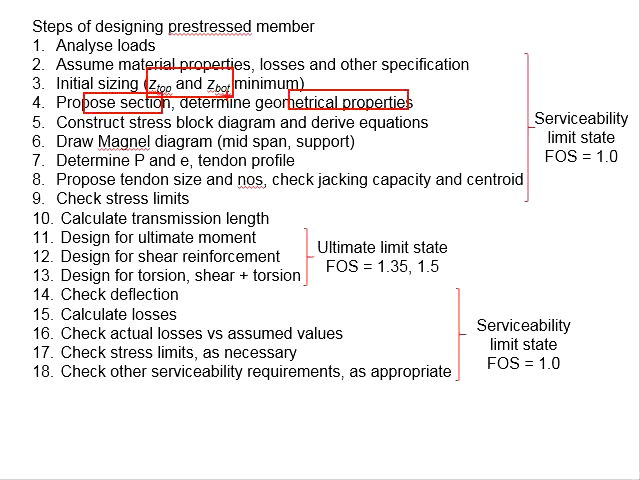 Steps of designing prestressed member
1. Analyse loads
2. Assume material properties, losses and other specification
3. Initial sizing (ztop and zbot minimum)
4. Propose section, determine geometrical properties
5. Construct stress block diagram and derive equations
6. Draw Magnel diagram (mid span, support)
7. Determine P and e, tendon profile
8. Propose tendon size and nos, check jacking capacity and centroid
9. Check stress limits
Serviceability
limit state
FOS = 1.0
10. Calculate transmission length
11. Design for ultimate moment
12. Design for shear reinforcement
13. Design for torsion, shear + torsion
Ultimate limit state
FOS = 1.35, 1.5
14. Check deflection
15. Calculate losses
16. Check actual losses vs assumed values
17. Check stress limits, as necessary
18. Check other serviceability requirements, as appropriate
Serviceability
limit state
FOS = 1.0